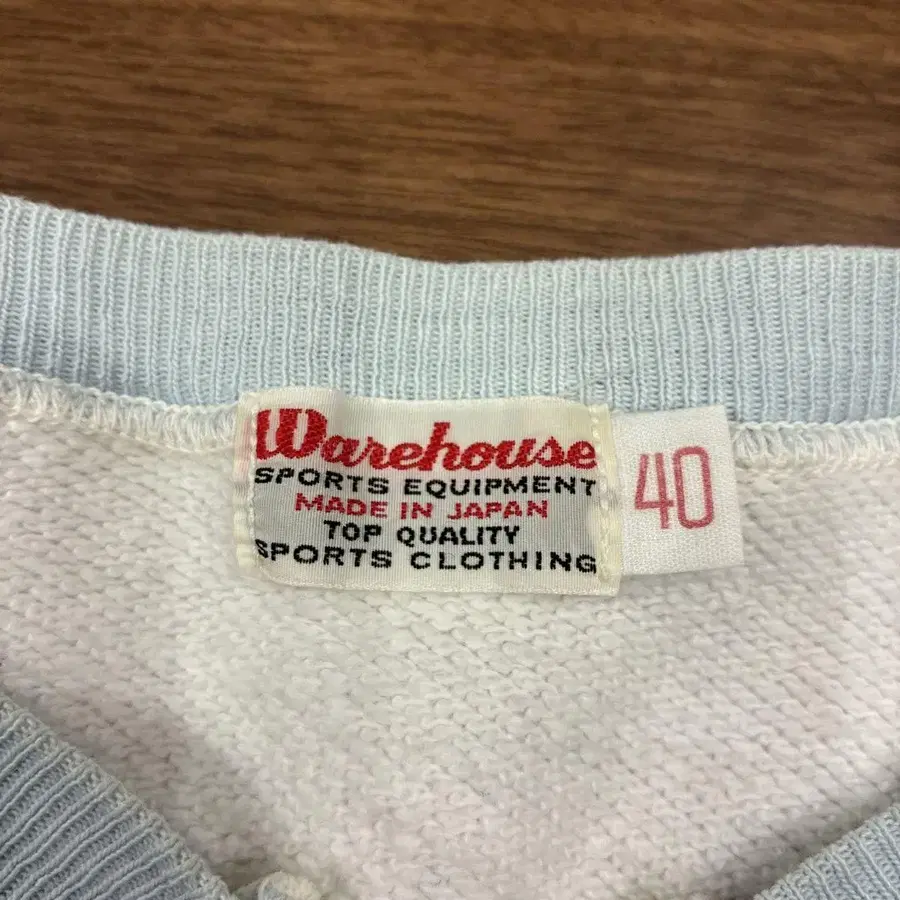 Warehouse
SPORTS EQUIPMENT
MADE IN JAPAN
TOP QUALITY
SPORTS CLOTHING
40